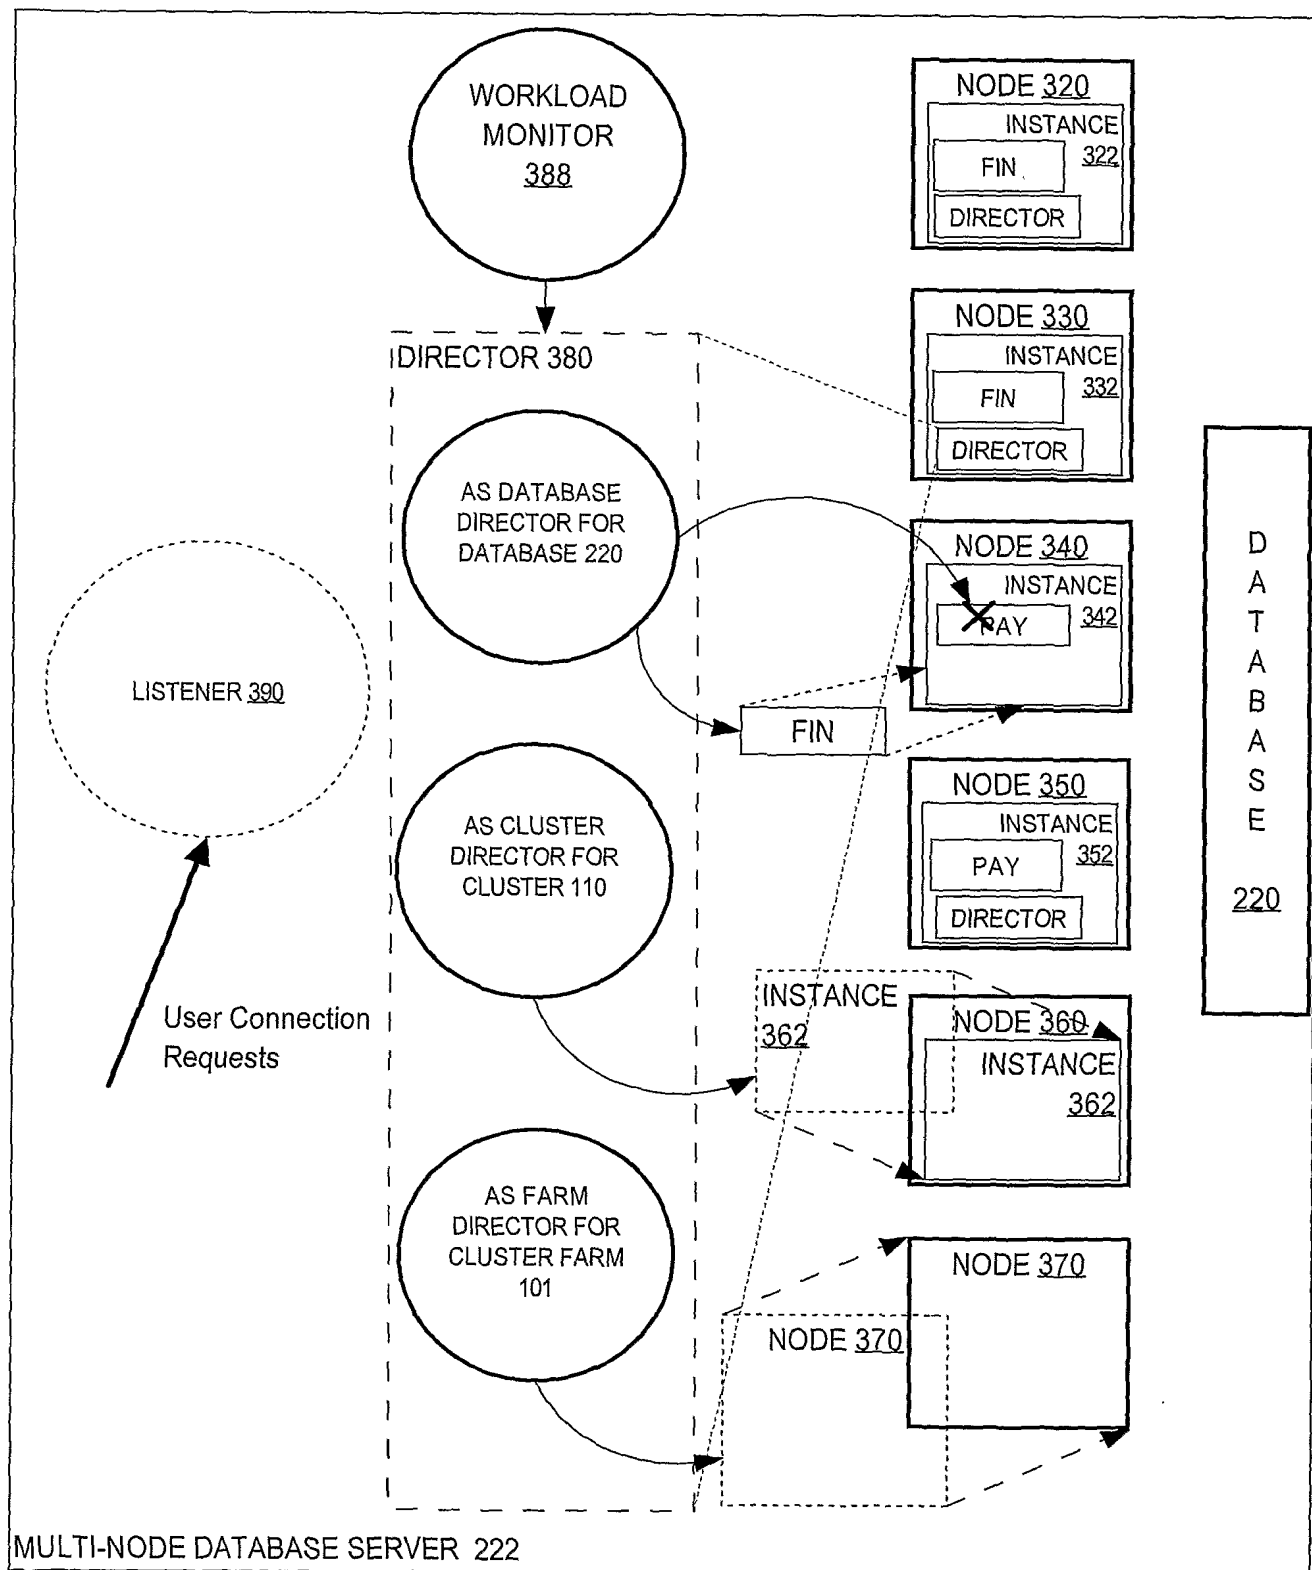 WORKLOAD
MONITOR
388
NODE 320
INSTANCE
322
FIN
DIRECTOR
NODE 330
INSTANCE
332
FIN
DIRECTOR
DIRECTOR 380
AS DATABASE
DIRECTOR FOR
DATABASE 220
NODE 340
INSTANCE
342
PAY
FIN
LISTENER 390
User Connection
Requests
AS CLUSTER
DIRECTOR FOR
CLUSTER 110
NODE 350
INSTANCE
352
PAY
DIRECTOR
INSTANCE
362
NODE 360
INSTANCE
362
AS FARM
DIRECTOR FOR
CLUSTER FARM
101
NODE 370
NODE 370
DATABASE
220
MULTI-NODE DATABASE SERVER 222